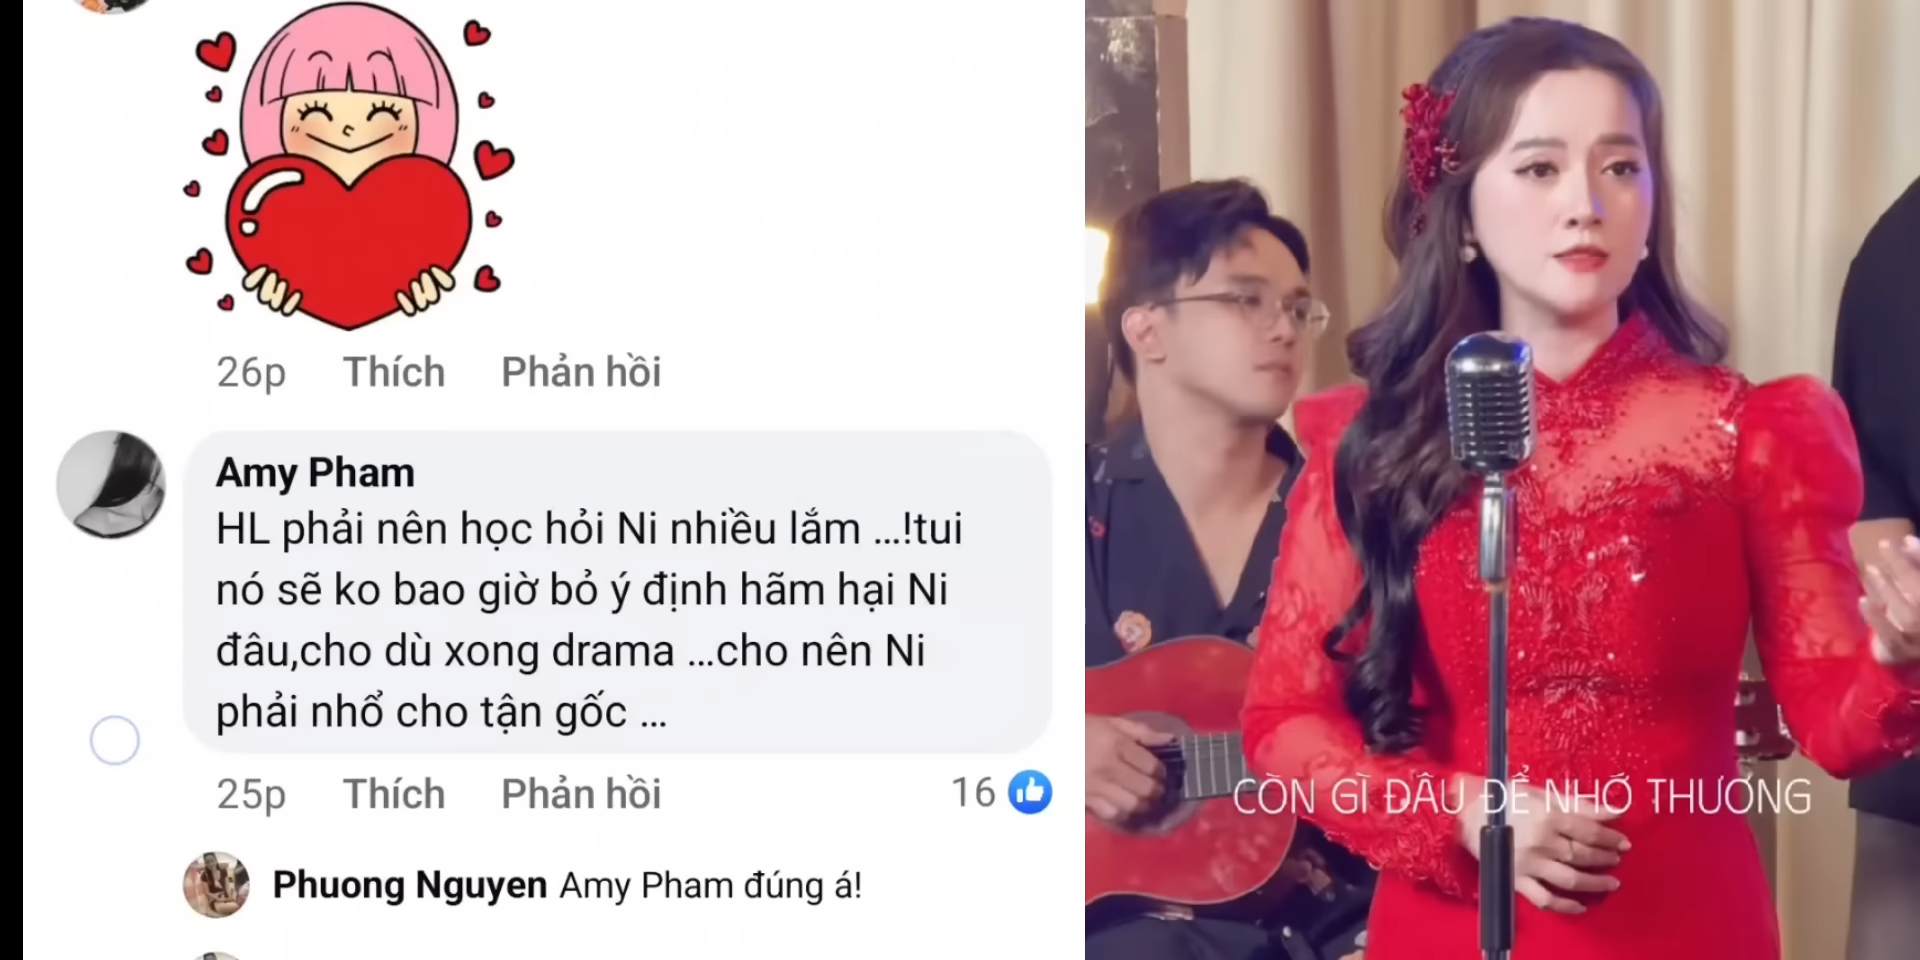 26p Thích Phản hồi
Amy Pham
HL phải nên học hỏi Ni nhiều lắm ...!tui
nó sẽ ko bao giờ bỏ ý định hãm hại Ni
đâu,cho dù xong drama ...cho nên Ni
phải nhổ cho tận gốc ...
25p Thích Phản hồi 16
Phuong Nguyen Amy Pham đúng á!
CÒN GÌ ĐÂU ĐỂ NHỚ THƯƠNG